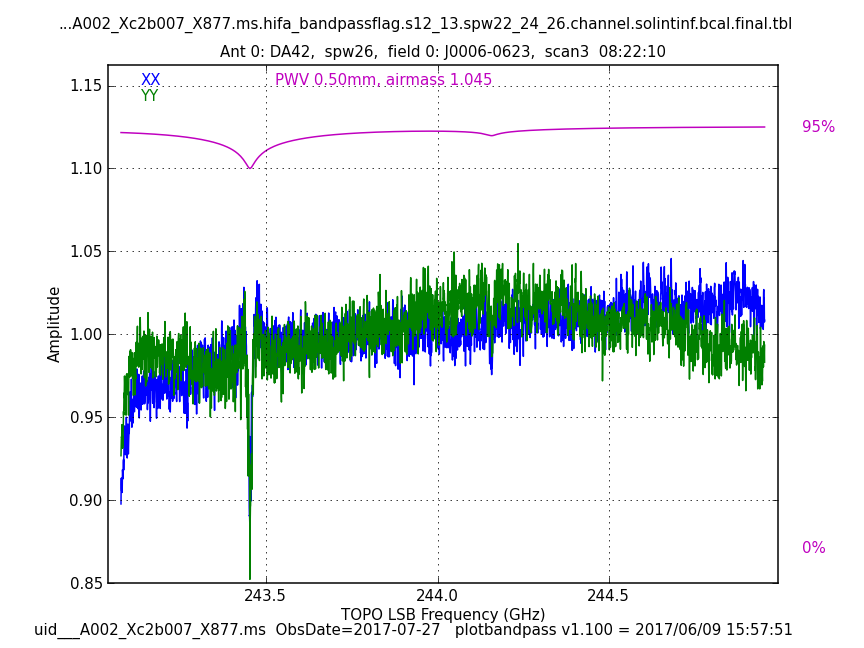 ...A002_Xc2b007_X877.ms.hifa_bandpassflag.s12_13.spw22_24_26.channel.solintinf.bcal.final.tbl
Ant 0: DA42, spw26, field 0: J0006-0623, scan3 08:22:10
XX
YY
PWV 0.50mm, airmass 1.045
95%
0%
1.15
1.10
1.05
1.00
0.95
0.90
0.85
Amplitude
243.5
244.0
244.5
TOPO LSB Frequency (GHz)
uid___A002_Xc2b007_X877.ms ObsDate=2017-07-27 plotbandpass v1.100 = 2017/06/09 15:57:51